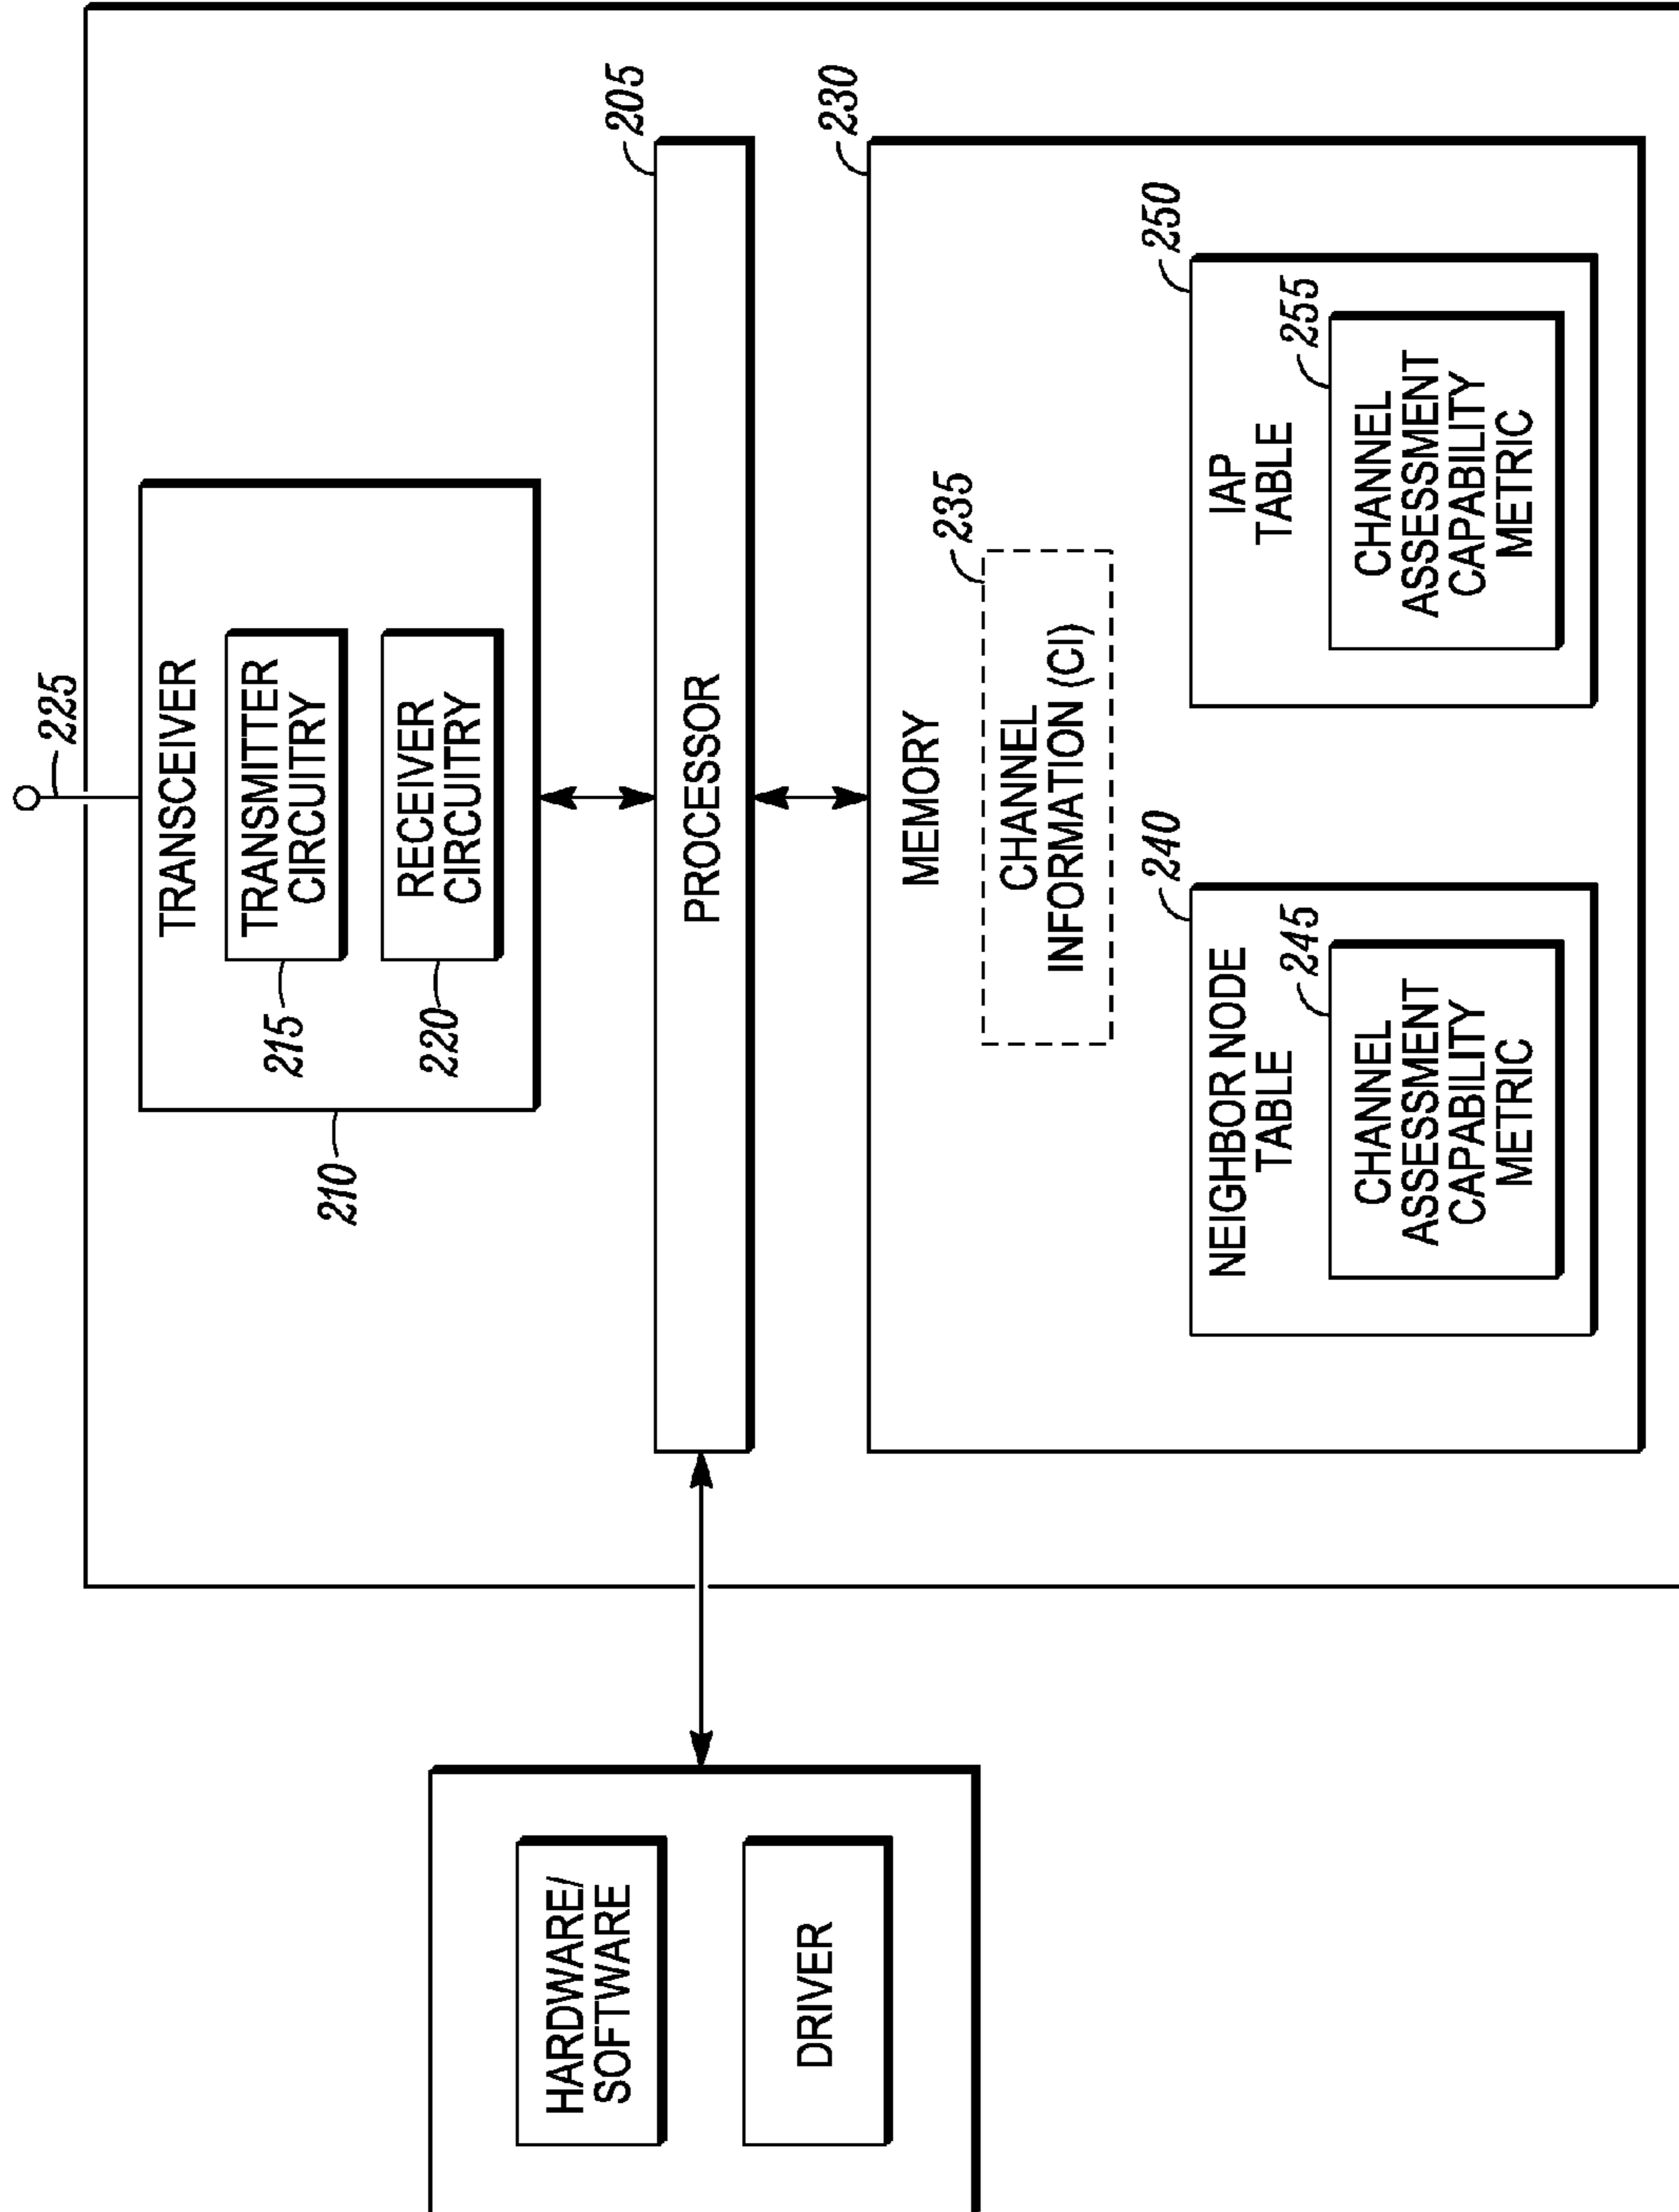 225
TRANSCEIVER
TRANSMITTER
CIRCUITRY
215
RECEIVER
CIRCUITRY
220
210
205
PROCESSOR
230
MEMORY
235
CHANNEL
INFORMATION (CI)
240
NEIGHBOR NODE
TABLE
245
CHANNEL
ASSESSMENT
CAPABILITY
METRIC
250
IAP
TABLE
255
CHANNEL
ASSESSMENT
CAPABILITY
METRIC
HARDWARE/
SOFTWARE
DRIVER